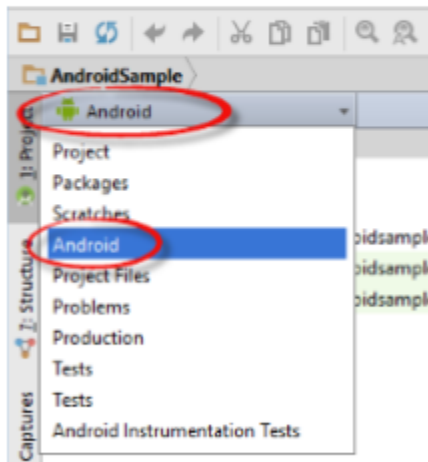 AndroidSample
Android
1: Project
Project
Packages
Scratches
Android
Project Files
Problems
Production
Tests
Tests
Android Instrumentation Tests
7: Structure
Captures